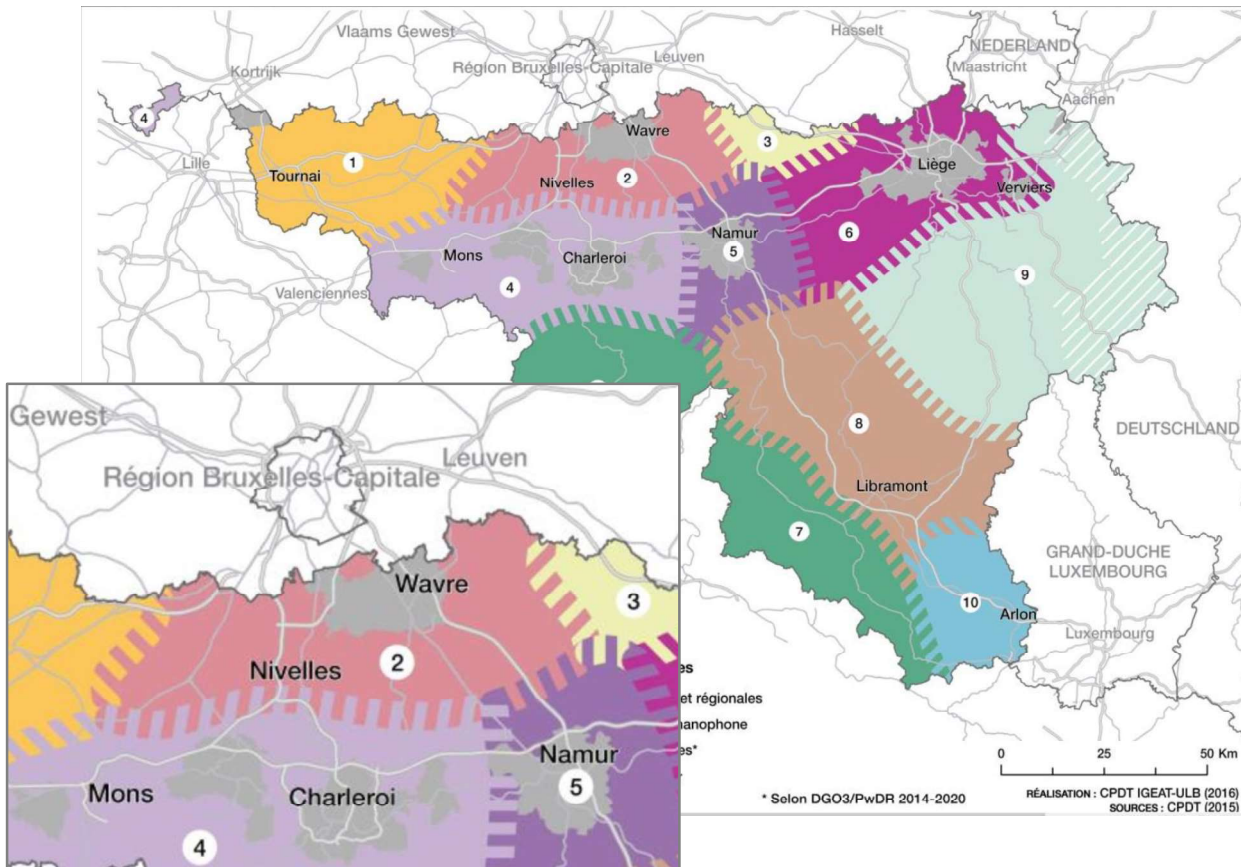 Vlaams Gewest
Kortrijk
Région Bruxelles-Capitale
Leuven
Hasselt
NEDERLAND
Maastricht
Aachen
4
Lille
Tournai
1
Wavre
Nivelles
2
3
Liège
Verviers
6
Namur
5
Mons
Charleroi
4
Valenciennes
9
8
DEUTSCHLAND
Libramont
7
GRAND-DUCHE
LUXEMBOURG
10
Arlon
Luxembourg
es
et régionales
nanophone
es*
0 25 50 Km
* Selon DGO3/PwDR 2014-2020
RÉALISATION : CPDT IGEAT-ULB (2016)
SOURCES : CPDT (2015)
Gewest
Région Bruxelles-Capitale
Leuven
Wavre
3
Nivelles
2
Namur
5
Mons
Charleroi
4